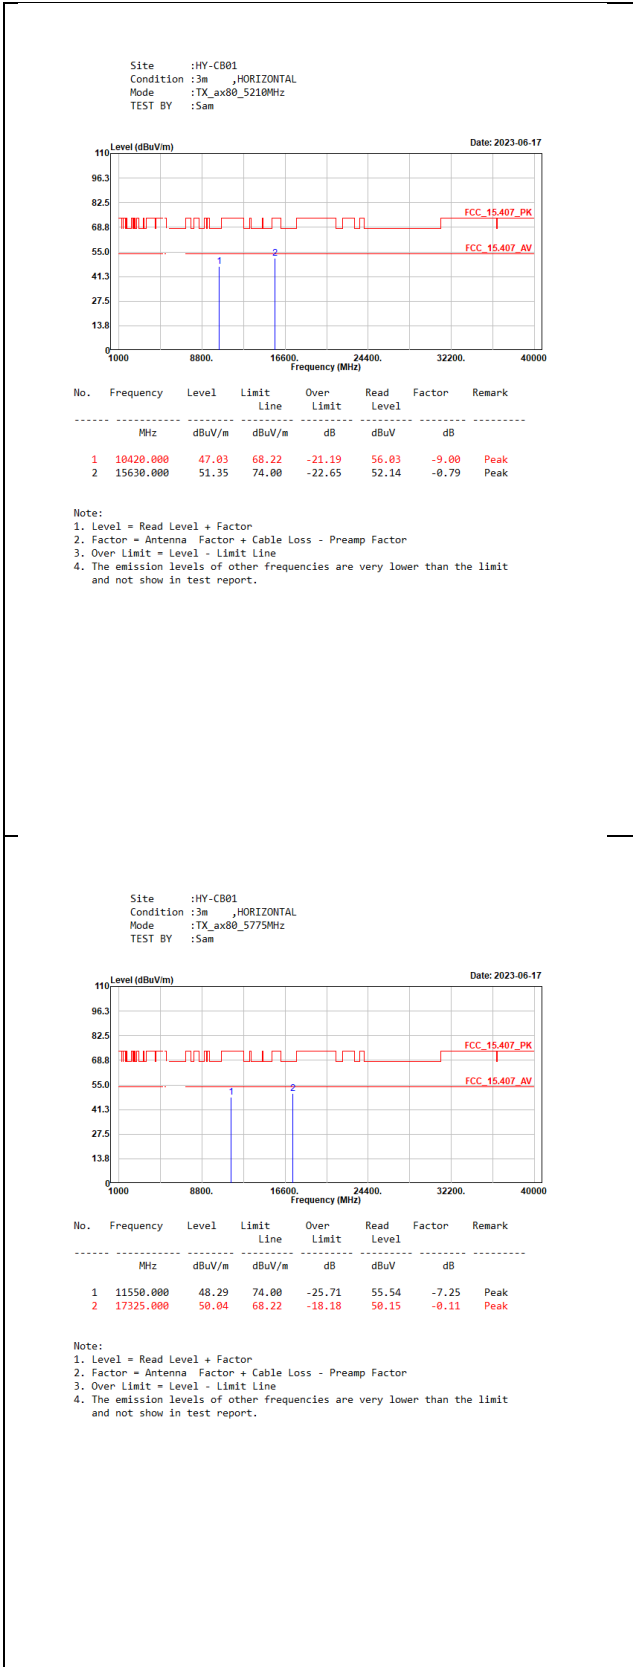 Site      :HY-CB01
Condition :3m    ,HORIZONTAL
Mode      :TX_ax80_5210MHz
TEST BY   :Sam
Level (dBuV/m)   Date: 2023-06-17
110
96.3
82.5
FCC_15.407_PK
68.8
55.0
FCC_15.407_AV
1   2
41.3
27.5
13.8
0
1000   8800.   16600.   24400.   32200.   40000
Frequency (MHz)
No.   Frequency   Level   Limit   Over   Read   Factor   Remark
Line   Limit   Level
------ ----------- -------- --------- --------- --------- -------- ---------
MHz   dBuV/m   dBuV/m   dB   dBuV   dB
1   10420.000   47.03   68.22   -21.19   56.03   -9.00   Peak
2   15630.000   51.35   74.00   -22.65   52.14   -0.79   Peak
Note:
1. Level = Read Level + Factor
2. Factor = Antenna  Factor + Cable Loss - Preamp Factor
3. Over Limit = Level - Limit Line
4. The emission levels of other frequencies are very lower than the limit
and not show in test report.
Site      :HY-CB01
Condition :3m    ,HORIZONTAL
Mode      :TX_ax80_5775MHz
TEST BY   :Sam
Level (dBuV/m)   Date: 2023-06-17
110
96.3
82.5
FCC_15.407_PK
68.8
55.0
FCC_15.407_AV
1   2
41.3
27.5
13.8
0
1000   8800.   16600.   24400.   32200.   40000
Frequency (MHz)
No.   Frequency   Level   Limit   Over   Read   Factor   Remark
Line   Limit   Level
------ ----------- -------- --------- --------- --------- -------- ---------
MHz   dBuV/m   dBuV/m   dB   dBuV   dB
1   11550.000   48.29   74.00   -25.71   55.54   -7.25   Peak
2   17325.000   50.04   68.22   -18.18   50.15   -0.11   Peak
Note:
1. Level = Read Level + Factor
2. Factor = Antenna  Factor + Cable Loss - Preamp Factor
3. Over Limit = Level - Limit Line
4. The emission levels of other frequencies are very lower than the limit
and not show in test report.